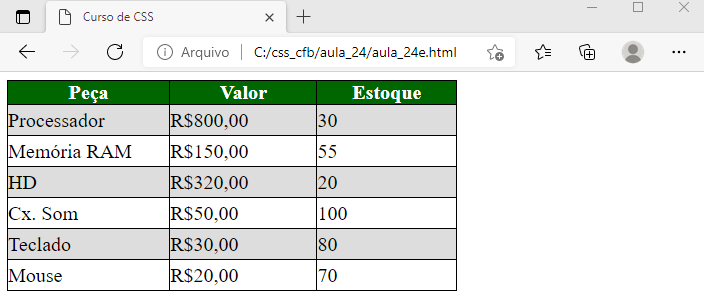 Curso de CSS
Arquivo | C:/css_cfb/aula_24/aula_24e.html
Peça Valor Estoque
Processador R$800,00 30
Memória RAM R$150,00 55
HD R$320,00 20
Cx. Som R$50,00 100
Teclado R$30,00 80
Mouse R$20,00 70